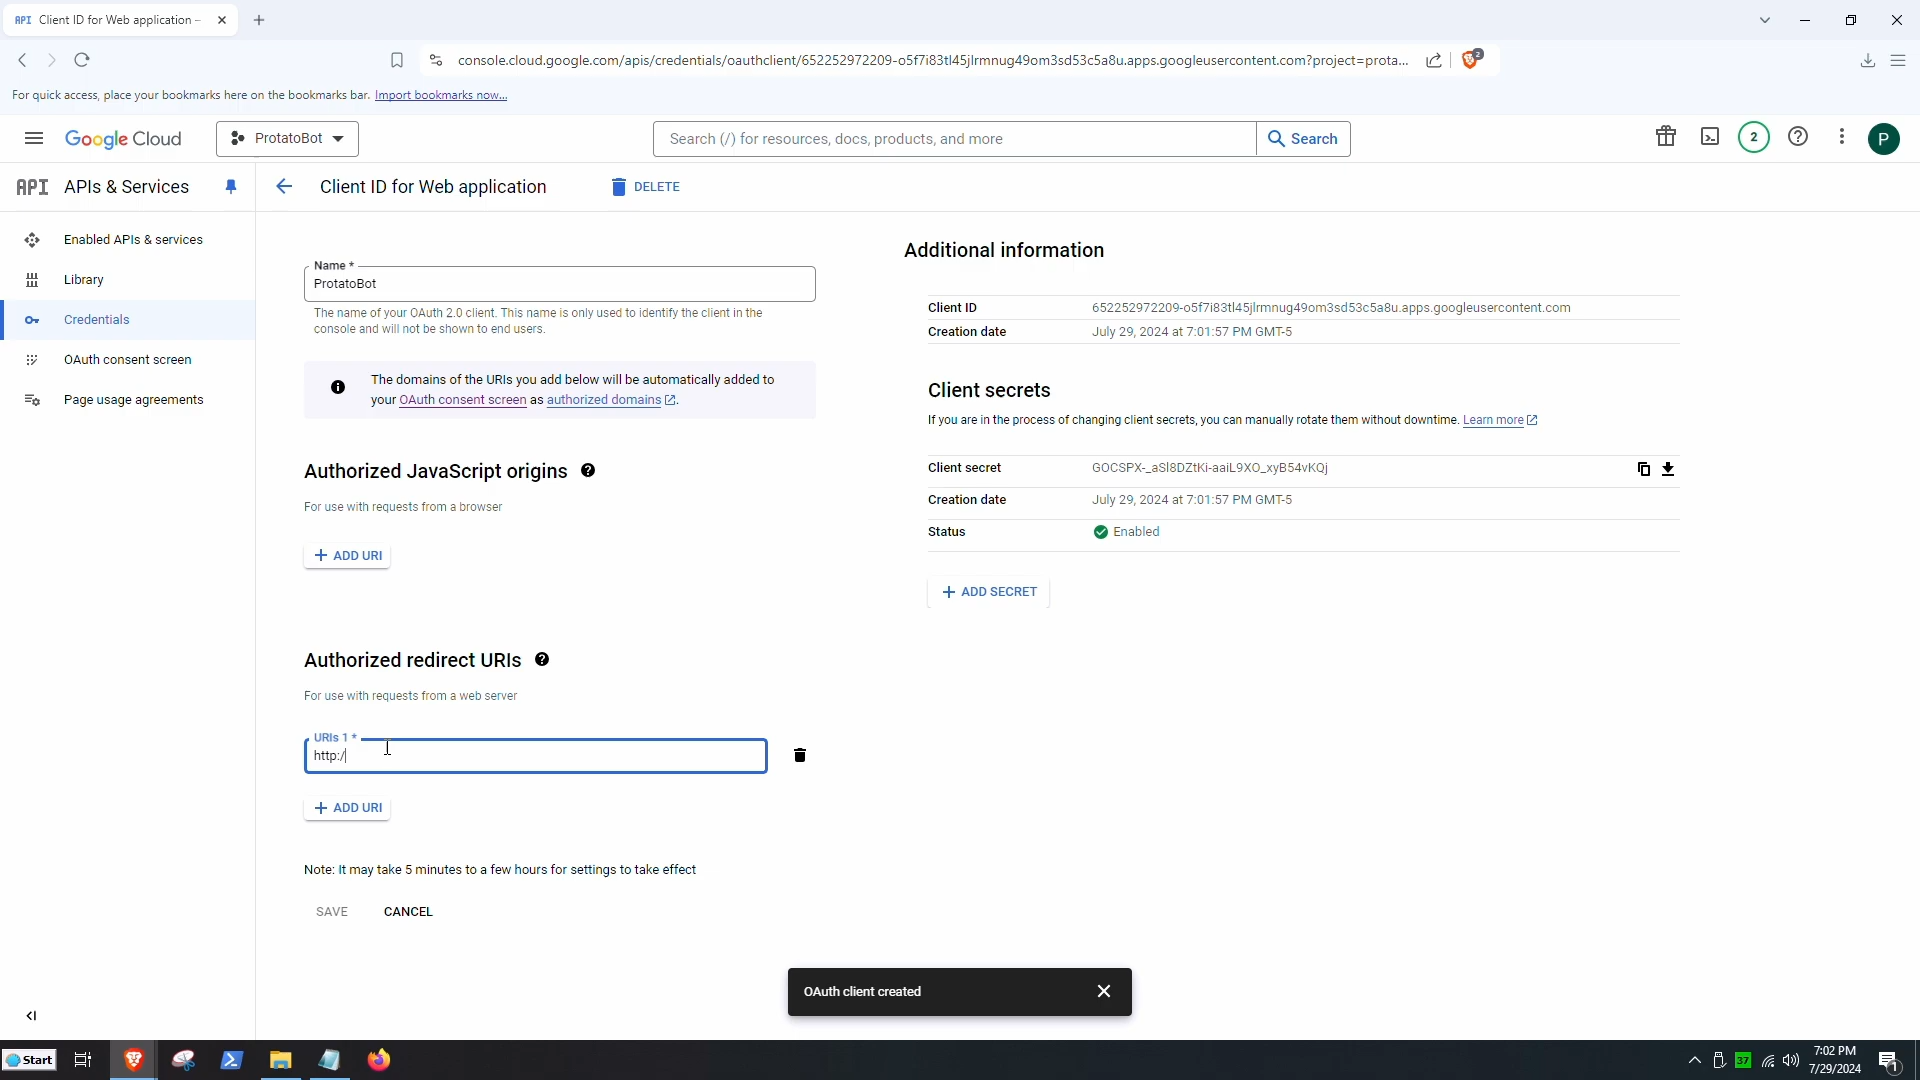 API Client ID for Web application -
console.cloud.google.com/apis/credentials/oauthclient/652252972209-o5f7i83tl45jlrmnug49om3sd53c5a8u.apps.googleusercontent.com?project=prota...
2
For quick access, place your bookmarks here on the bookmarks bar. Import bookmarks now...
Google Cloud
ProtatoBot
Search (/) for resources, docs, products, and more
Search
2
P
API APIs & Services
Client ID for Web application
DELETE
Enabled APIs & services
Library
Credentials
OAuth consent screen
Page usage agreements
Name *
ProtatoBot
The name of your OAuth 2.0 client. This name is only used to identify the client in the
console and will not be shown to end users.
The domains of the URIs you add below will be automatically added to
your OAuth consent screen as authorized domains.
Authorized JavaScript origins
For use with requests from a browser
+ ADD URI
Authorized redirect URIs
For use with requests from a web server
URIs 1 *
http:/
+ ADD URI
Note: It may take 5 minutes to a few hours for settings to take effect
SAVE
CANCEL
Additional information
Client ID 652252972209-o5f7i83tl45jlrmnug49om3sd53c5a8u.apps.googleusercontent.com
Creation date July 29, 2024 at 7:01:57 PM GMT-5
Client secrets
If you are in the process of changing client secrets, you can manually rotate them without downtime. Learn more
Client secret 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
Creation date July 29, 2024 at 7:01:57 PM GMT-5
Status Enabled
+ ADD SECRET
OAuth client created
Start
37
7:02 PM
7/29/2024
1